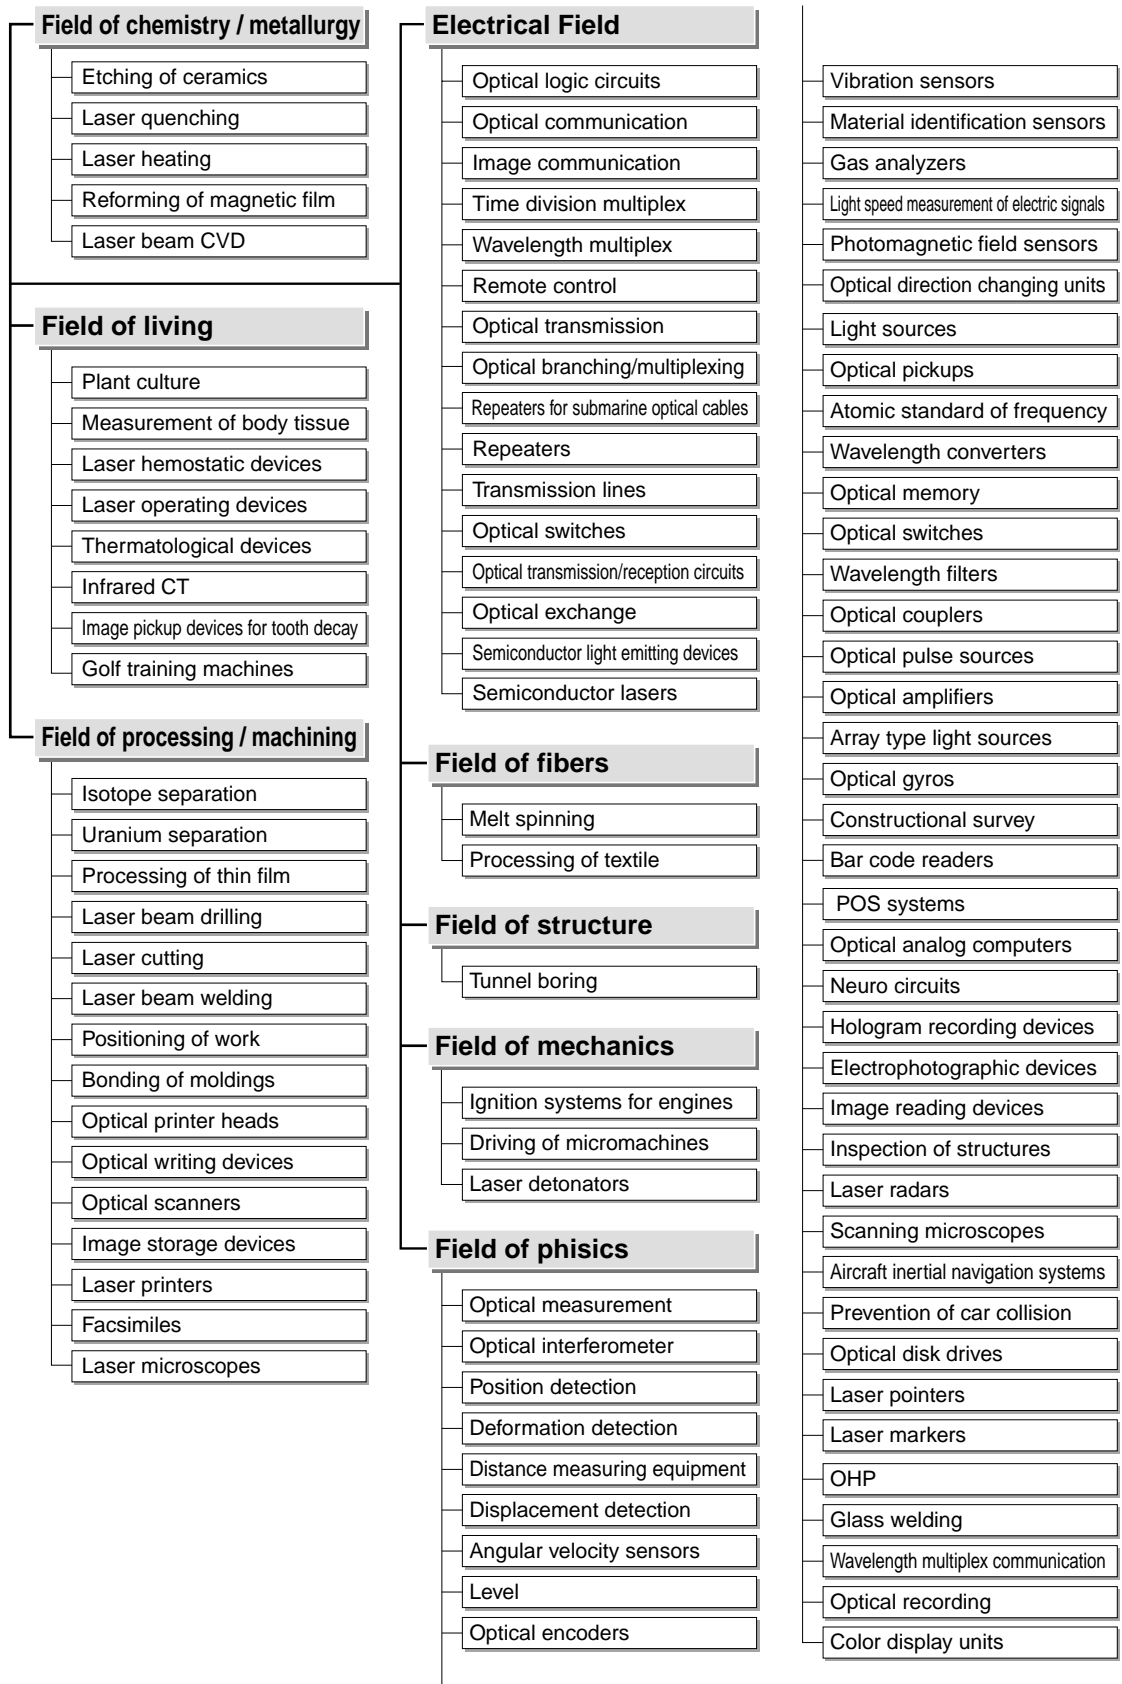 Field of chemistry / metallurgy
Etching of ceramics
Laser quenching
Laser heating
Reforming of magnetic film
Laser beam CVD
Field of living
Plant culture
Measurement of body tissue
Laser hemostatic devices
Laser operating devices
Thermatological devices
Infrared CT
Image pickup devices for tooth decay
Golf training machines
Field of processing / machining
Isotope separation
Uranium separation
Processing of thin film
Laser beam drilling
Laser cutting
Laser beam welding
Positioning of work
Bonding of moldings
Optical printer heads
Optical writing devices
Optical scanners
Image storage devices
Laser printers
Facsimiles
Laser microscopes
Electrical Field
Optical logic circuits
Optical communication
Image communication
Time division multiplex
Wavelength multiplex
Remote control
Optical transmission
Optical branching/multiplexing
Repeaters for submarine optical cables
Repeaters
Transmission lines
Optical switches
Optical transmission/reception circuits
Optical exchange
Semiconductor light emitting devices
Semiconductor lasers
Field of fibers
Melt spinning
Processing of textile
Field of structure
Tunnel boring
Field of mechanics
Ignition systems for engines
Driving of micromachines
Laser detonators
Field of phisics
Optical measurement
Optical interferometer
Position detection
Deformation detection
Distance measuring equipment
Displacement detection
Angular velocity sensors
Level
Optical encoders
Vibration sensors
Material identification sensors
Gas analyzers
Light speed measurement of electric signals
Photomagnetic field sensors
Optical direction changing units
Light sources
Optical pickups
Atomic standard of frequency
Wavelength converters
Optical memory
Optical switches
Wavelength filters
Optical couplers
Optical pulse sources
Optical amplifiers
Array type light sources
Optical gyros
Constructional survey
Bar code readers
POS systems
Optical analog computers
Neuro circuits
Hologram recording devices
Electrophotographic devices
Image reading devices
Inspection of structures
Laser radars
Scanning microscopes
Aircraft inertial navigation systems
Prevention of car collision
Optical disk drives
Laser pointers
Laser markers
OHP
Glass welding
Wavelength multiplex communication
Optical recording
Color display units